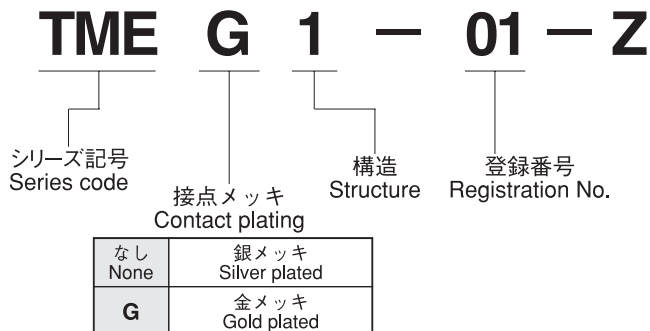 TME G 1 － 01 － Z
シリーズ記号
Series code
接点メッキ
Contact plating
構造
Structure
登録番号
Registration No.
なし
None
銀メッキ
Silver plated
G
金メッキ
Gold plated